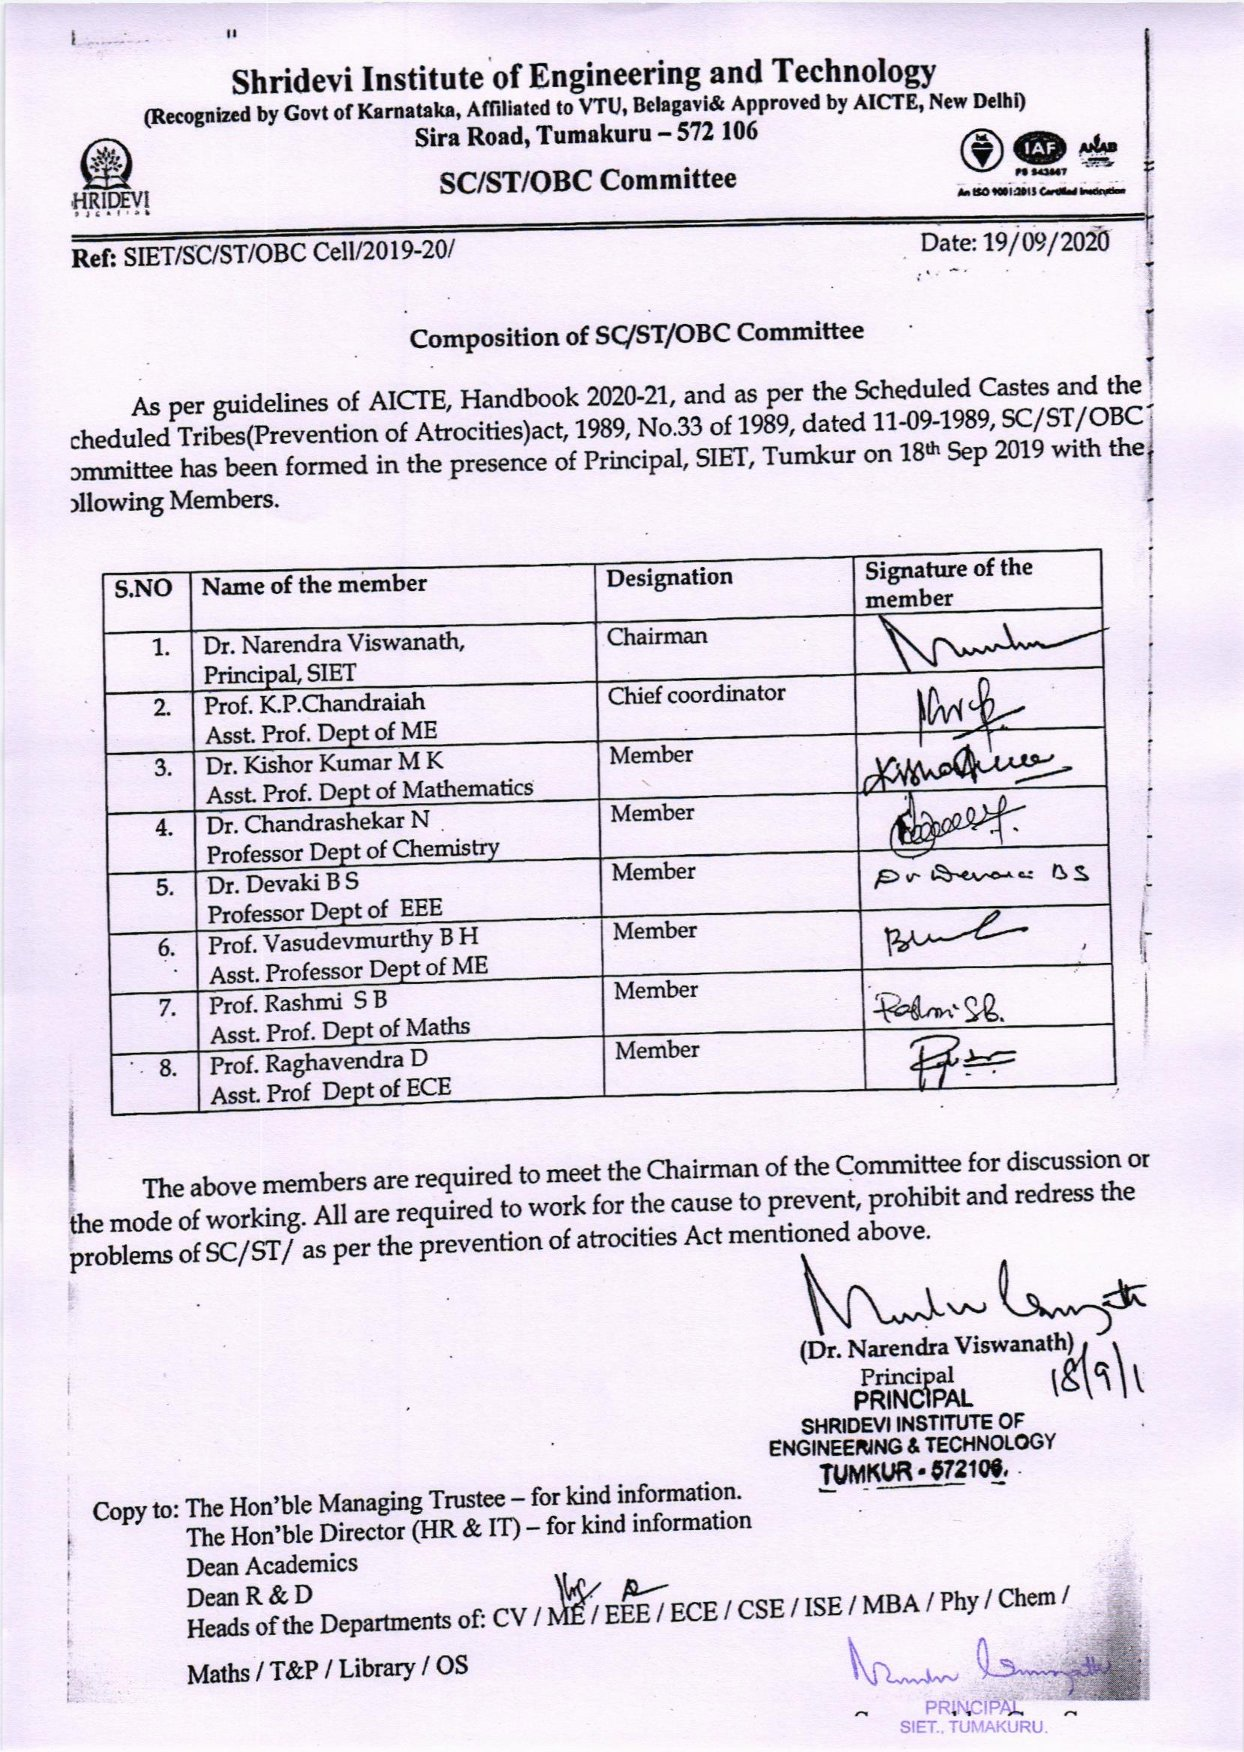 Shridevi Institute of Engineering and Technology
(Recognized by Govt of Karnataka, Affiliated to VTU, Belagavi& Approved by AICTE, New Delhi)
Sira Road, Tumakuru – 572 106
HRIDEVI
SC/ST/OBC Committee
IAF
ANAB
An ISO 9001:2015 Certified Institution
Ref: SIET/SC/ST/OBC Cell/2019-20/
Date: 19/09/2020
Composition of SC/ST/OBC Committee
As per guidelines of AICTE, Handbook 2020-21, and as per the Scheduled Castes and the
cheduled Tribes(Prevention of Atrocities)act, 1989, No.33 of 1989, dated 11-09-1989, SC/ST/OBC
ommittee has been formed in the presence of Principal, SIET, Tumkur on 18th Sep 2019 with the
ollowing Members.
S.NO Name of the member Designation Signature of the member
1. Dr. Narendra Viswanath, Chairman
Principal, SIET
2. Prof. K.P.Chandraiah Chief coordinator
Asst. Prof. Dept of ME
3. Dr. Kishor Kumar M K Member
Asst. Prof. Dept of Mathematics
4. Dr. Chandrashekar N Member
Professor Dept of Chemistry
5. Dr. Devaki B S Member Dr Devaki BS
Professor Dept of EEE
6. Prof. Vasudevmurthy B H Member
Asst. Professor Dept of ME
7. Prof. Rashmi S B Member Rashmi SB.
Asst. Prof. Dept of Maths
8. Prof. Raghavendra D Member
Asst. Prof Dept of ECE
The above members are required to meet the Chairman of the Committee for discussion or
the mode of working. All are required to work for the cause to prevent, prohibit and redress the
problems of SC/ST/ as per the prevention of atrocities Act mentioned above.
(Dr. Narendra Viswanath)
Principal
18/9/1
PRINCIPAL
SHRIDEVI INSTITUTE OF
ENGINEERING & TECHNOLOGY
TUMKUR - 572106.
Copy to: The Hon'ble Managing Trustee – for kind information.
The Hon'ble Director (HR & IT) – for kind information
Dean Academics
Dean R & D
Heads of the Departments of: CV / ME / EEE / ECE / CSE / ISE / MBA / Phy / Chem /
Maths / T&P / Library / OS
PRINCIPAL
SIET., TUMAKURU.